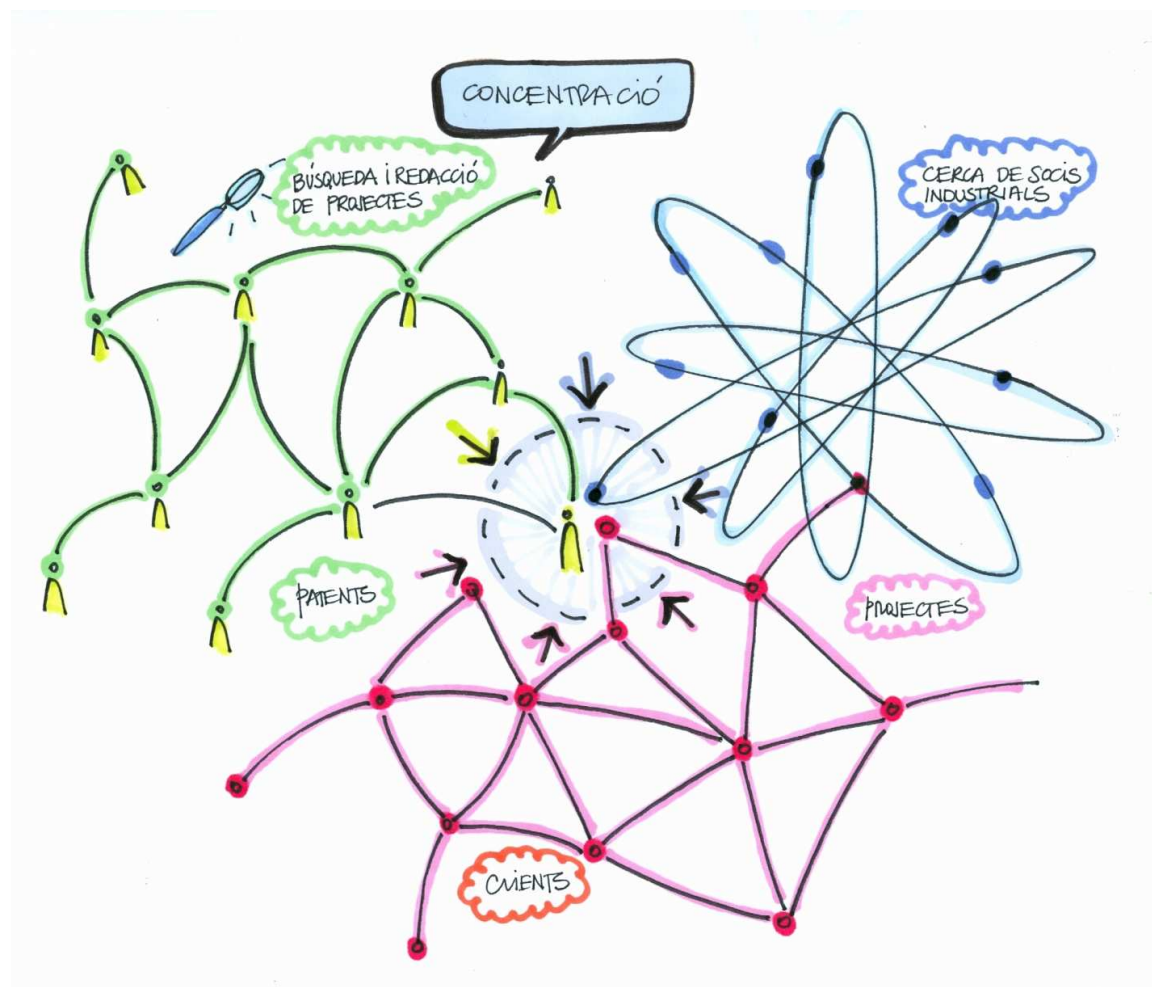 CONCENTRACIÓ
BÚSQUEDA I REDACCIÓ
DE PROJECTES
CERCA DE SOCIS
INDUSTRIALS
PATENTS
PROJECTES
CLIENTS